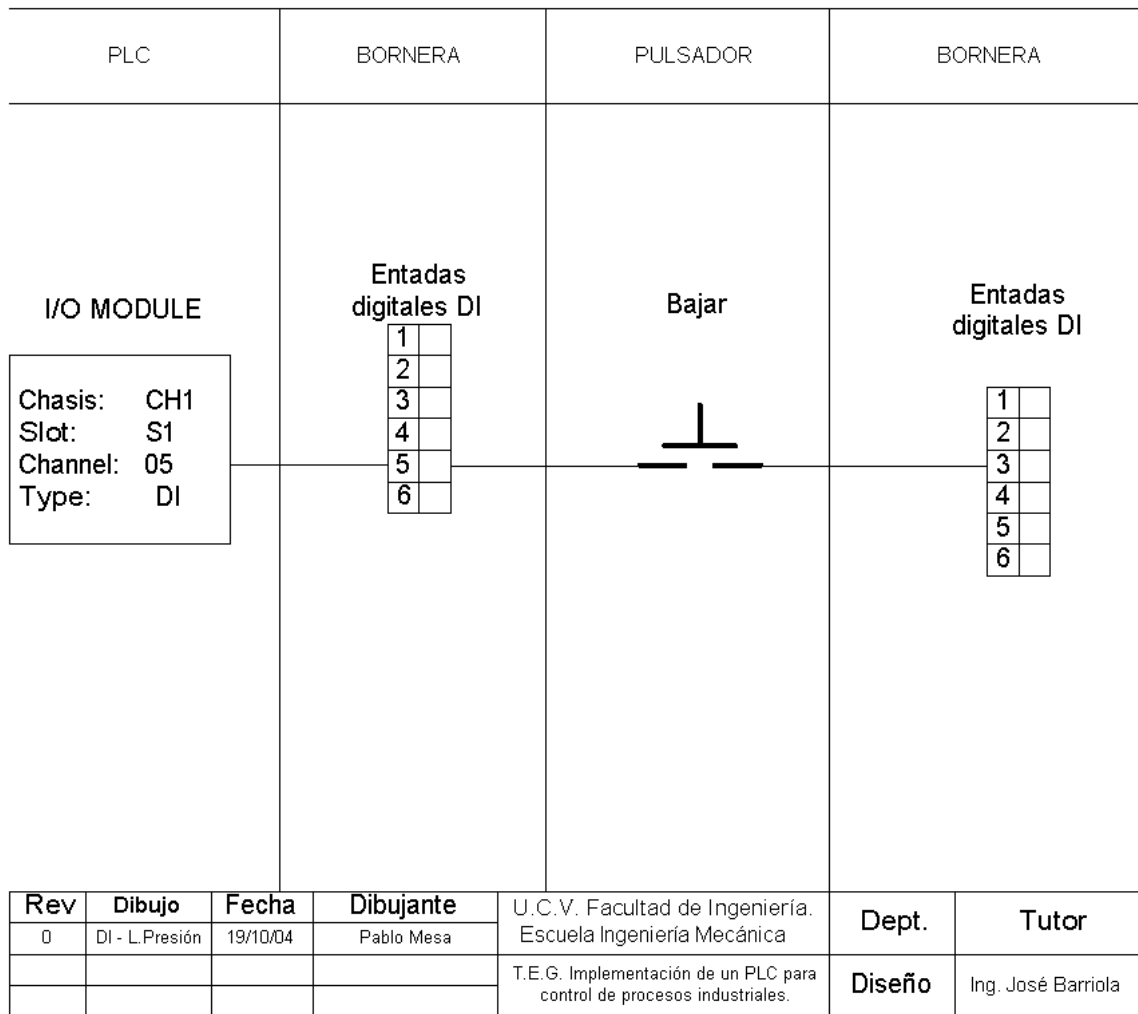 PLC
BORNERA
PULSADOR
BORNERA
I/O MODULE
Chasis: CH1
Slot: S1
Channel: 05
Type: DI
Entadas
digitales DI
1
2
3
4
5
6
Bajar
Entadas
digitales DI
1
2
3
4
5
6
Rev Dibujo Fecha Dibujante
0 DI - L.Presión 19/10/04 Pablo Mesa
U.C.V. Facultad de Ingeniería.
Escuela Ingeniería Mecánica
T.E.G. Implementación de un PLC para
control de procesos industriales.
Dept. Tutor
Diseño Ing. José Barriola